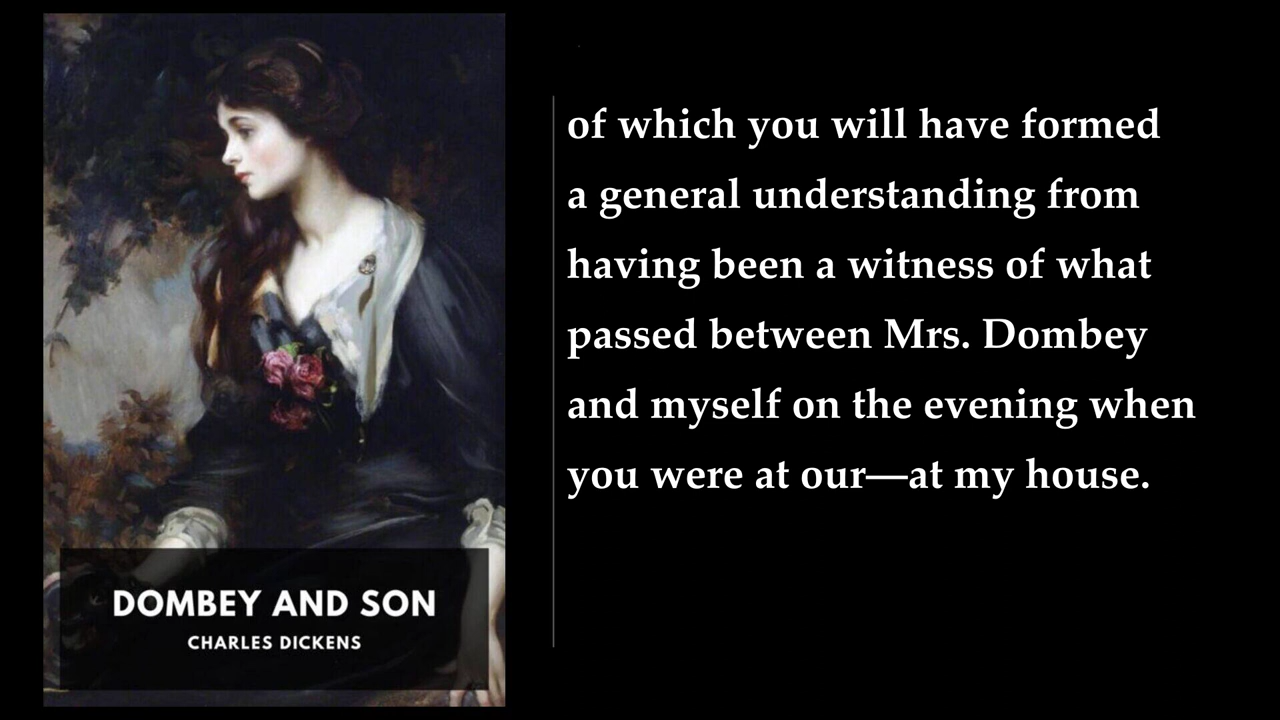 of which you will have formed
a general understanding from
having been a witness of what
passed between Mrs. Dombey
and myself on the evening when
you were at our—at my house.
DOMBEY AND SON
CHARLES DICKENS